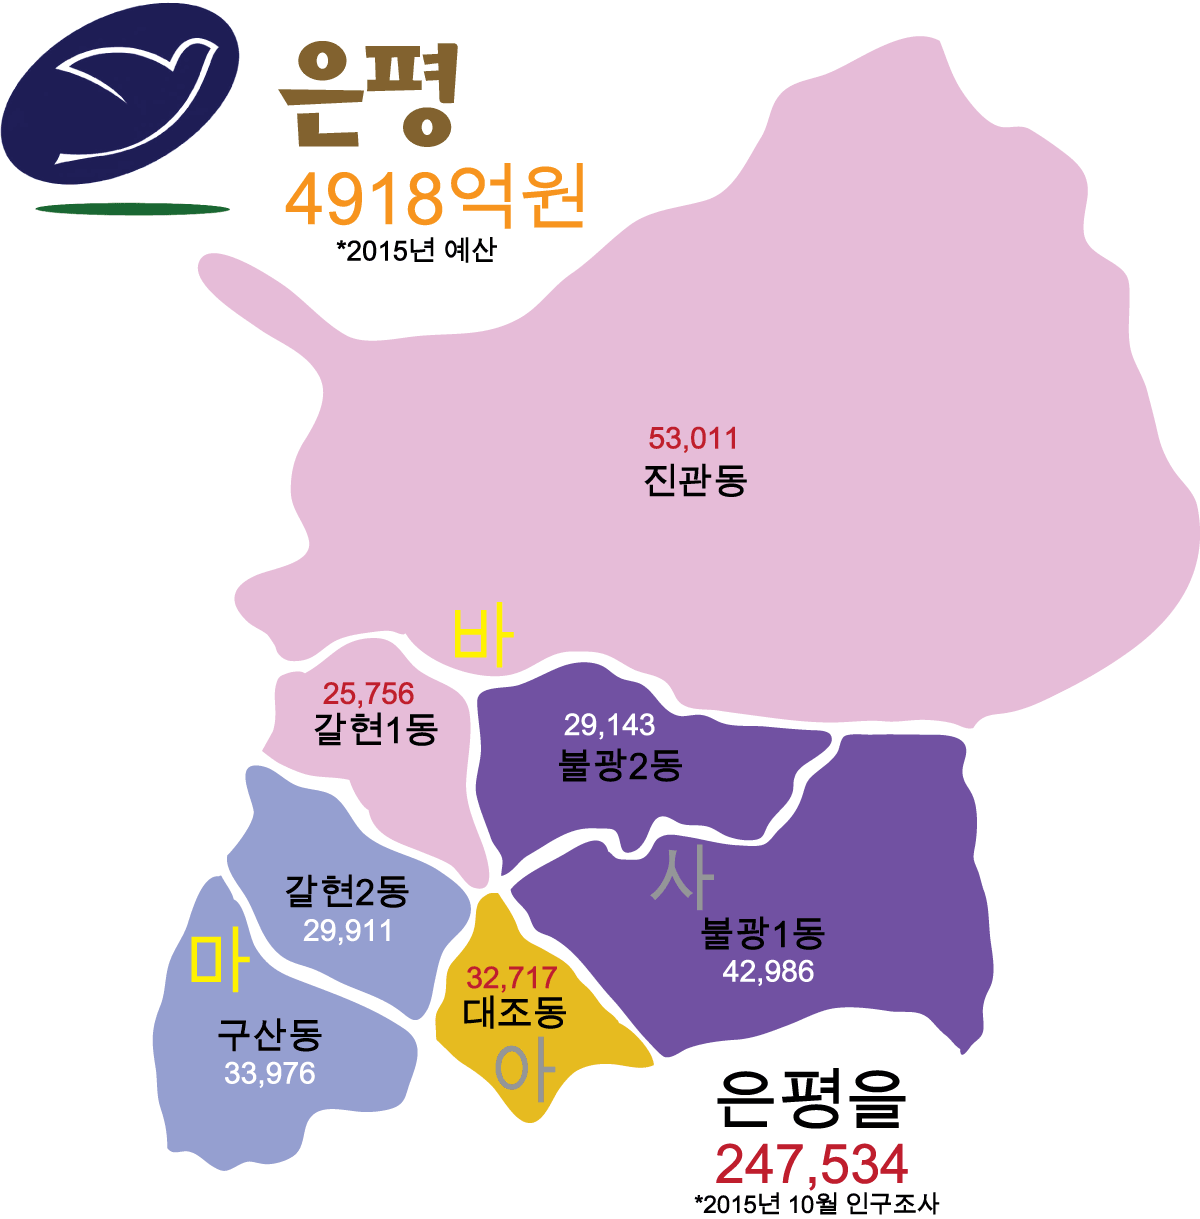 은평
4918억원
*2015년 예산
53,011
진관동
바
25,756
갈현1동
29,143
불광2동
사
불광1동
42,986
갈현2동
29,911
마
구산동
33,976
32,717
대조동
아
은평을
247,534
*2015년 10월 인구조사